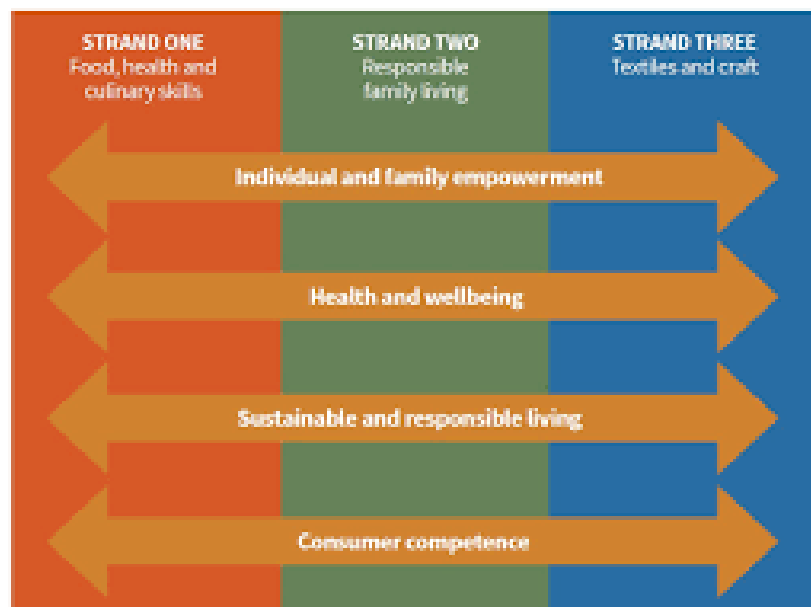 STRAND ONE
Food, health and
culinary skills
STRAND TWO
Responsible
family living
STRAND THREE
Textiles and craft
Individual and family empowerment
Health and wellbeing
Sustainable and responsible living
Consumer competence